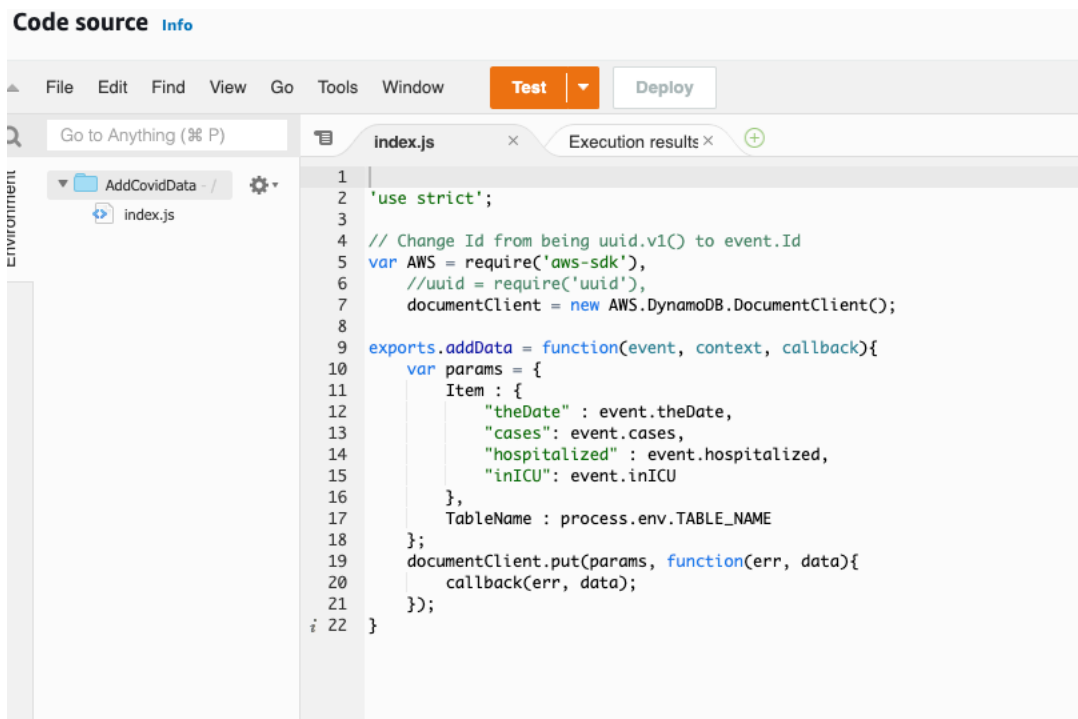 Code source Info
File Edit Find View Go Tools Window Test Deploy
Go to Anything (⌘ P)
index.js × Execution results ×
Environment
AddCovidData - /
index.js
1
2 'use strict';
3
4 // Change Id from being uuid.v1() to event.Id
5 var AWS = require('aws-sdk'),
6 //uuid = require('uuid'),
7 documentClient = new AWS.DynamoDB.DocumentClient();
8
9 exports.addData = function(event, context, callback){
10 var params = {
11 Item : {
12 "theDate" : event.theDate,
13 "cases": event.cases,
14 "hospitalized" : event.hospitalized,
15 "inICU": event.inICU
16 },
17 TableName : process.env.TABLE_NAME
18 };
19 documentClient.put(params, function(err, data){
20 callback(err, data);
21 });
i 22 }